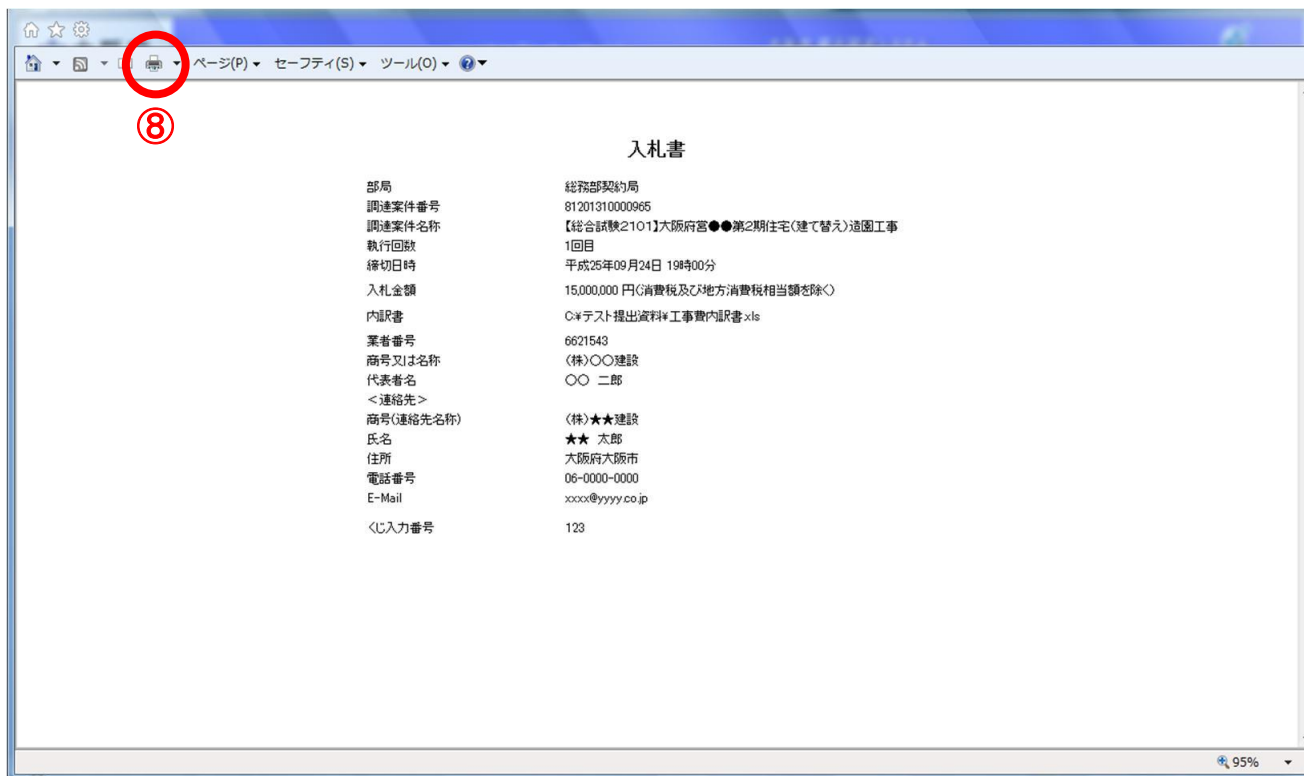 ページ(P) セーフティ(S) ツール(O)
⑧
入札書
部局 総務部契約局
調達案件番号 81201310000965
調達案件名称 【総合試験2101】大阪府営●●第2期住宅(建て替え)造園工事
執行回数 1回目
締切日時 平成25年09月24日 19時00分
入札金額 15,000,000 円(消費税及び地方消費税相当額を除く)
内訳書 C:¥テスト提出資料¥工事費内訳書.xls
業者番号 6621543
商号又は名称 (株)○○建設
代表者名 ○○ 二郎
<連絡先>
商号(連絡先名称) (株)★★建設
氏名 ★★ 太郎
住所 大阪府大阪市
電話番号 06-0000-0000
E-Mail xxxx@yyyy.co.jp
くじ入力番号 123
95%